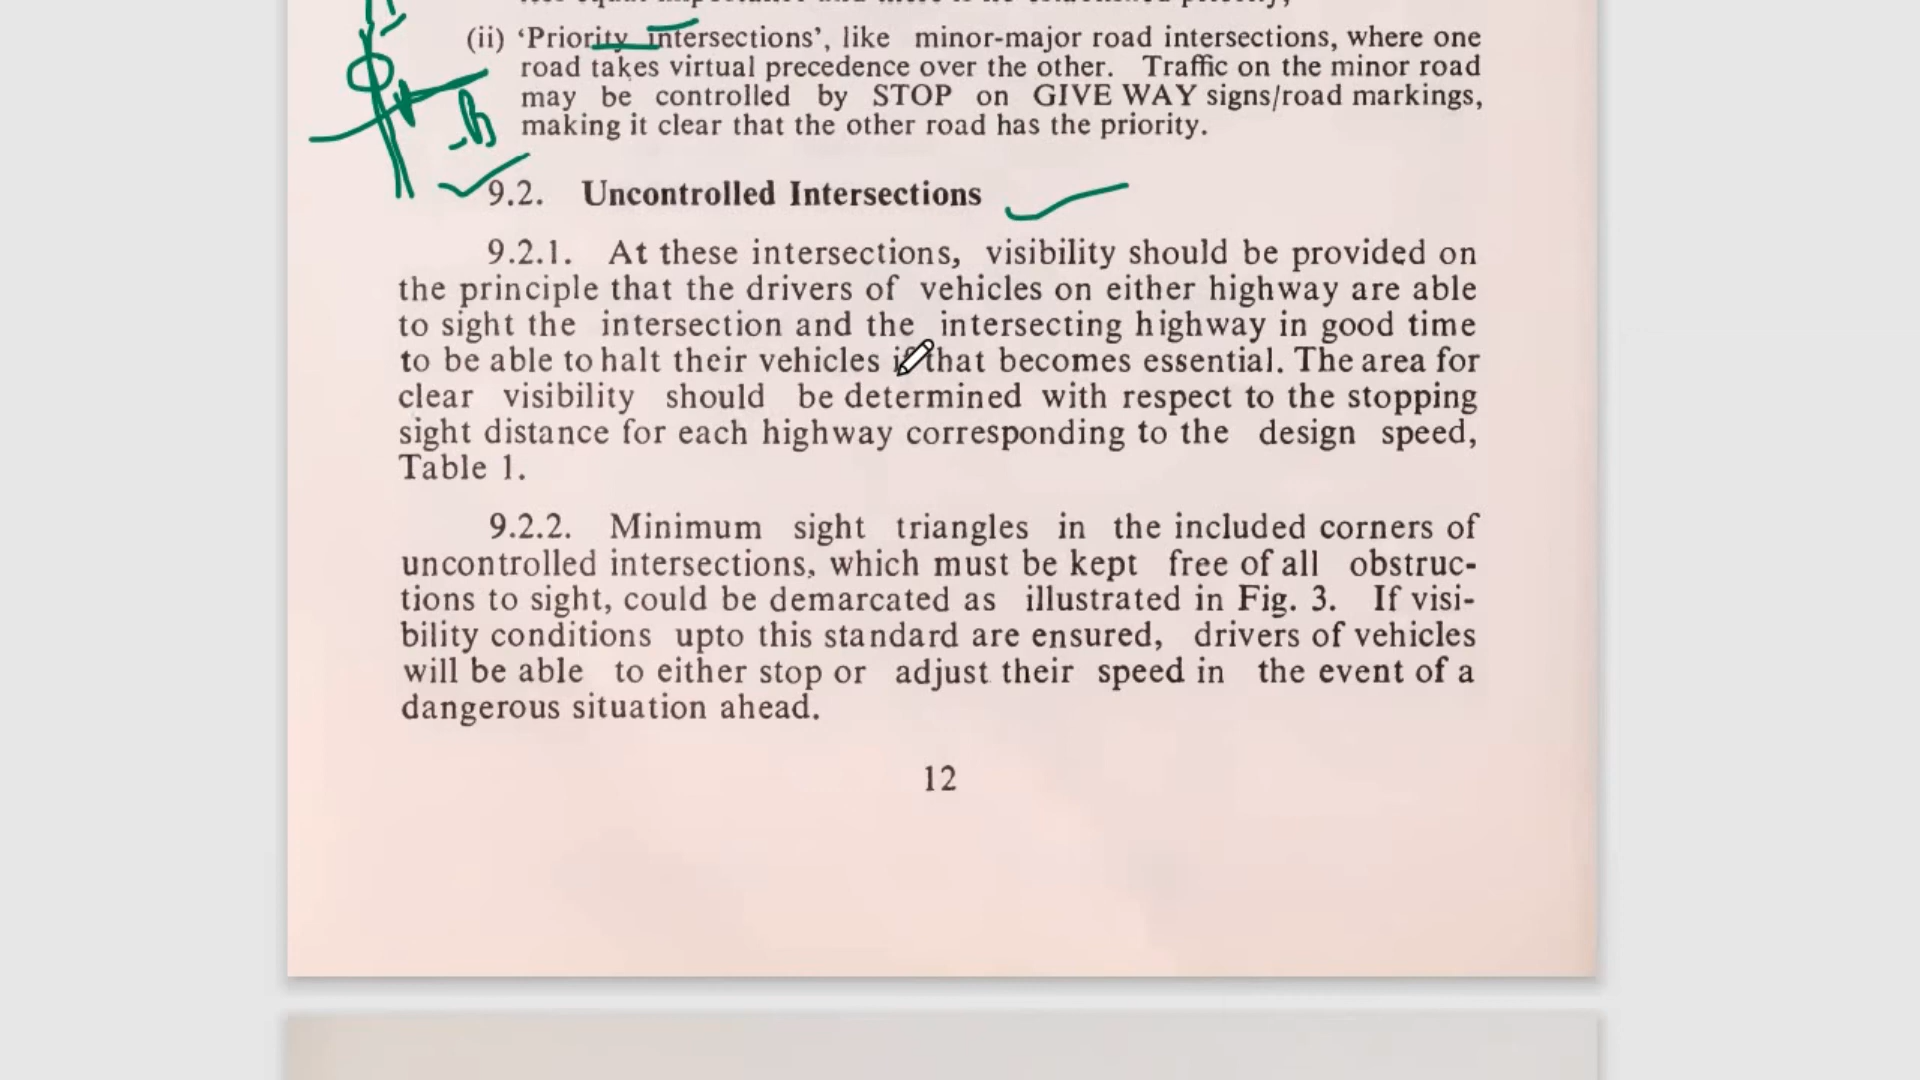 (ii) ‘Priority intersections’, like minor-major road intersections, where one
road takes virtual precedence over the other. Traffic on the minor road
may be controlled by STOP on GIVE WAY signs/road markings,
making it clear that the other road has the priority.
9.2. Uncontrolled Intersections
9.2.1. At these intersections, visibility should be provided on
the principle that the drivers of vehicles on either highway are able
to sight the intersection and the intersecting highway in good time
to be able to halt their vehicles if that becomes essential. The area for
clear visibility should be determined with respect to the stopping
sight distance for each highway corresponding to the design speed,
Table 1.
9.2.2. Minimum sight triangles in the included corners of
uncontrolled intersections, which must be kept free of all obstruc-
tions to sight, could be demarcated as illustrated in Fig. 3. If visi-
bility conditions upto this standard are ensured, drivers of vehicles
will be able to either stop or adjust their speed in the event of a
dangerous situation ahead.
12